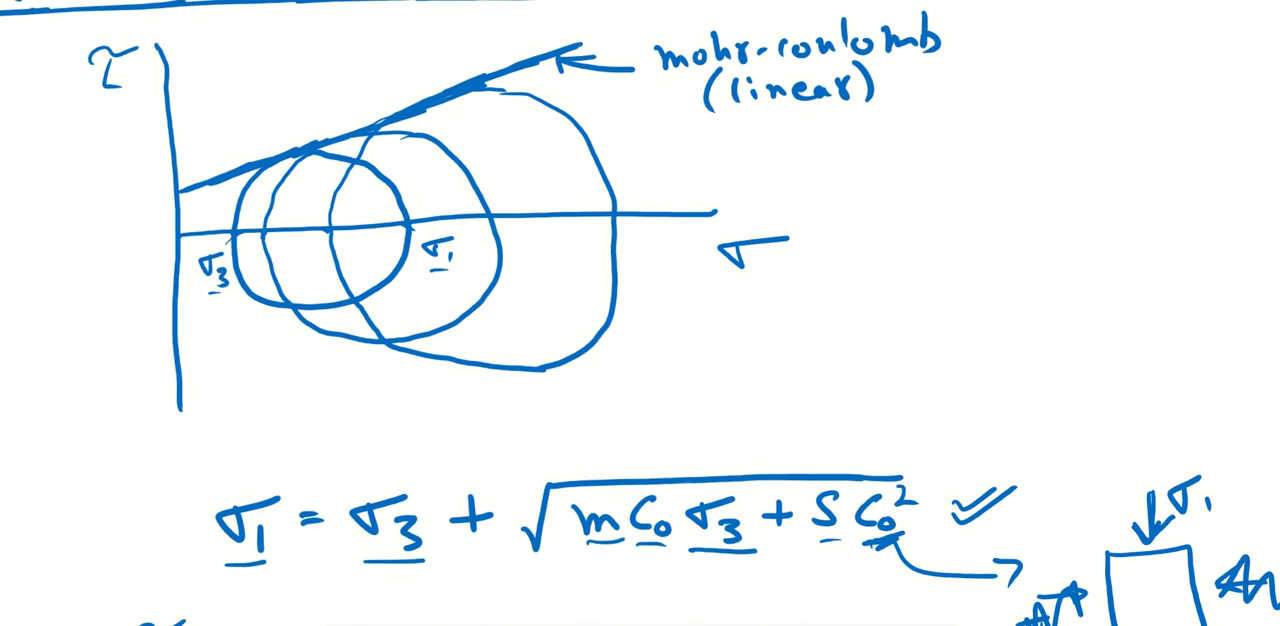 τ
mohr-coulomb
(linear)
σ₃
σ₁
σ
σ₁ = σ₃ + √(m C₀ σ₃ + S C₀²)
σ₁